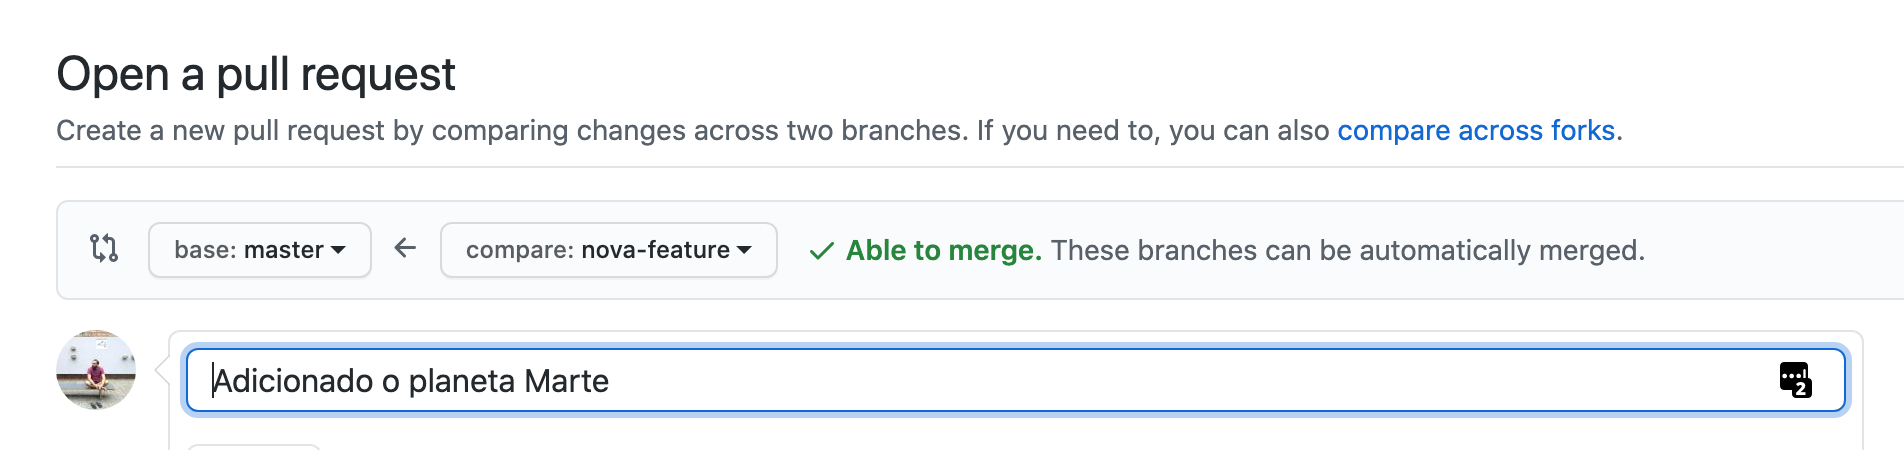 Open a pull request
Create a new pull request by comparing changes across two branches. If you need to, you can also compare across forks.
base: master compare: nova-feature Able to merge. These branches can be automatically merged.
Adicionado o planeta Marte
2